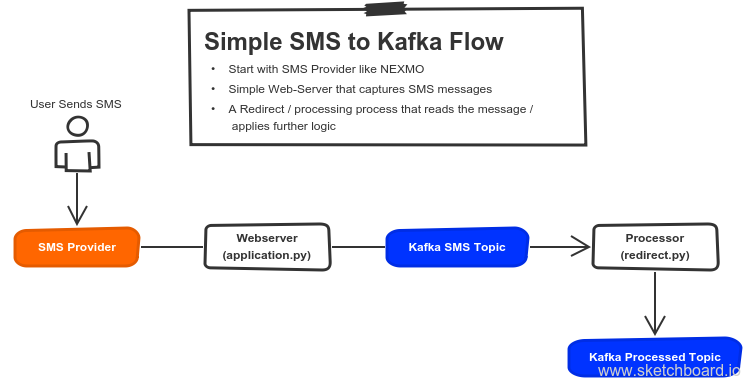 Simple SMS to Kafka Flow
• Start with SMS Provider like NEXMO
• Simple Web-Server that captures SMS messages
• A Redirect / processing process that reads the message /
applies further logic
User Sends SMS
SMS Provider
Webserver
(application.py)
Kafka SMS Topic
Processor
(redirect.py)
Kafka Processed Topic
www.sketchboard.io